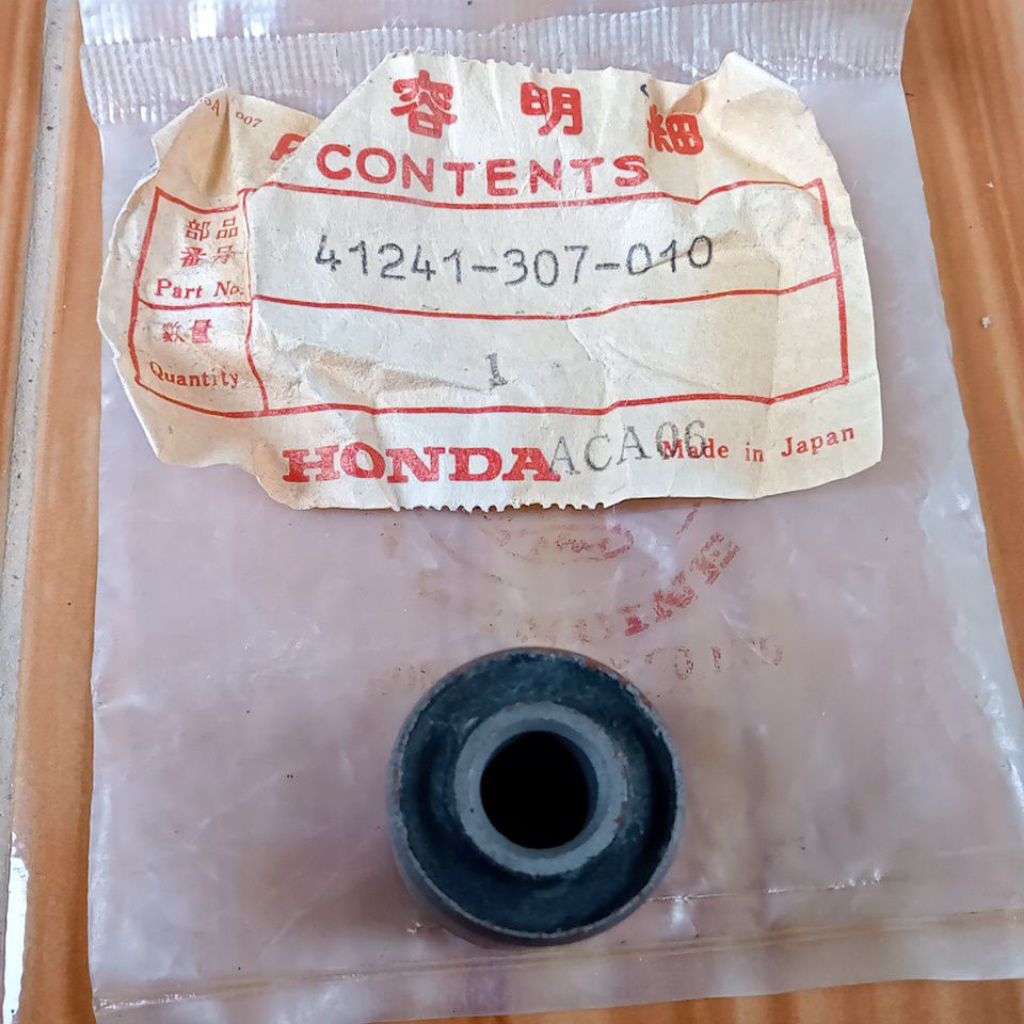 容明細
CONTENTS
部品
番号
Part No.
41241-307-010
数量
Quantity
1
HONDA ACA06 Made in Japan